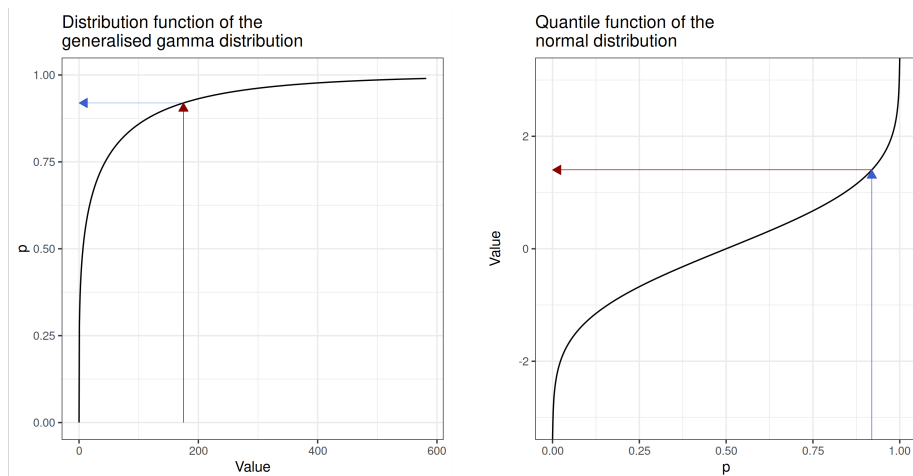 Distribution function of the
generalised gamma distribution
1.00
0.75
0.50
0.25
0.00
p
0
200
400
600
Value
Quantile function of the
normal distribution
2
0
-2
Value
0.00
0.25
0.50
0.75
1.00
p